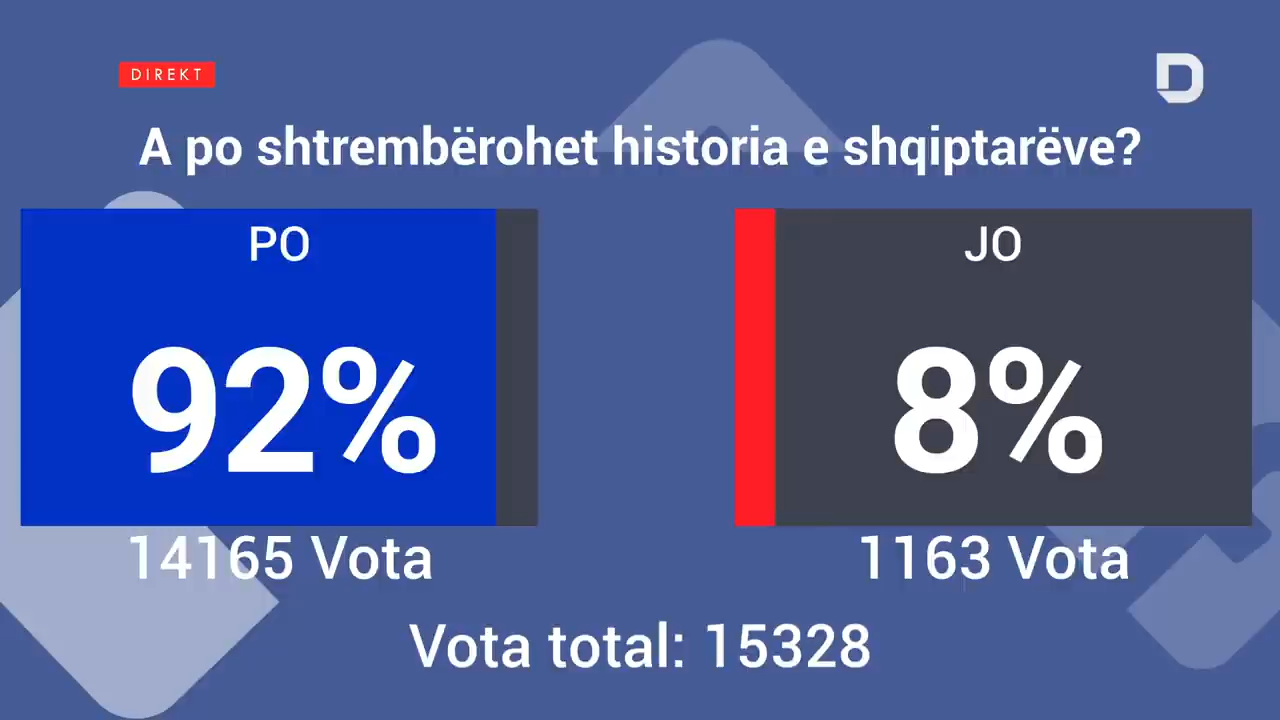 DIREKT
D
A po shtrembërohet historia e shqiptarëve?
PO
92%
14165 Vota
JO
8%
1163 Vota
Vota total: 15328